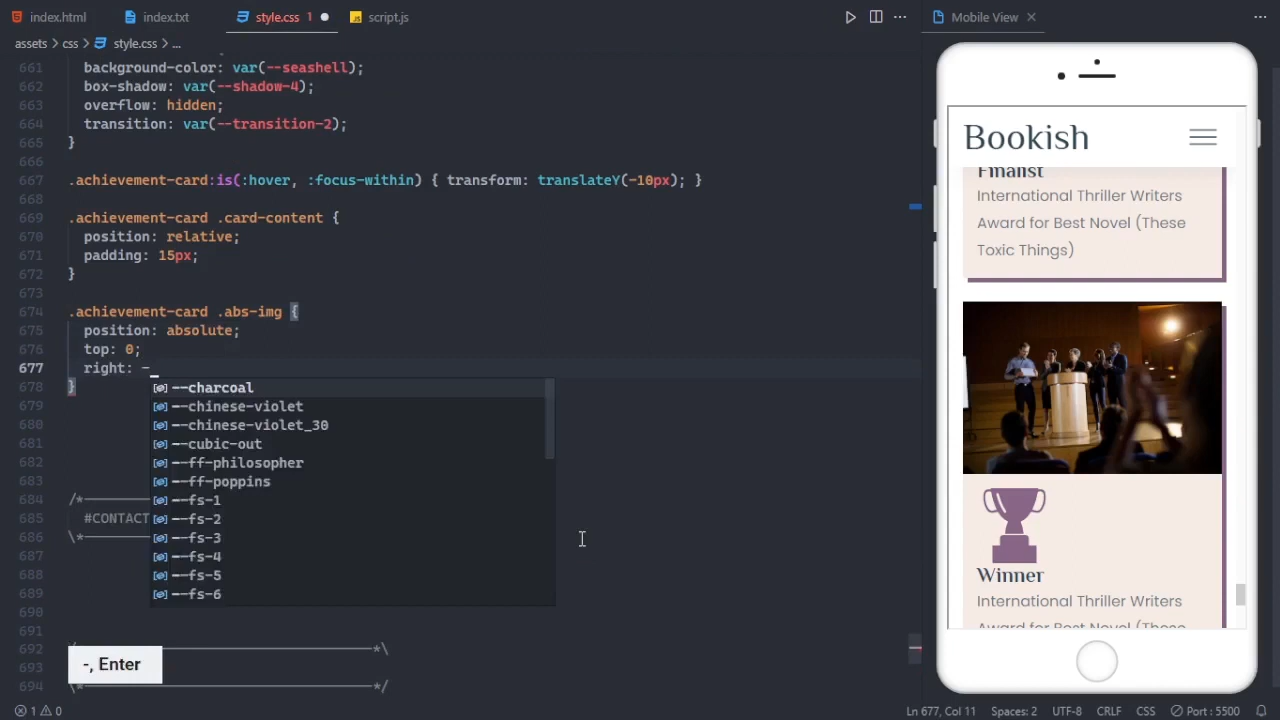 index.html
index.txt
style.css 1
script.js
Mobile View
assets > css > style.css > ...
661 background-color: var(--seashell);
662 box-shadow: var(--shadow-4);
663 overflow: hidden;
664 transition: var(--transition-2);
665 }
666
667 .achievement-card:is(:hover, :focus-within) { transform: translateY(-10px); }
668
669 .achievement-card .card-content {
670 position: relative;
671 padding: 15px;
672 }
673
674 .achievement-card .abs-img {
675 position: absolute;
676 top: 0;
677 right: -
678 }
679
680
681
682
683
684 /*
685 #CONTACT
686 \*
687
688
689
690
691
692 *\
693
694 \* */
--charcoal
--chinese-violet
--chinese-violet_30
--cubic-out
--ff-philosopher
--ff-poppins
--fs-1
--fs-2
--fs-3
--fs-4
--fs-5
--fs-6
-, Enter
Bookish
Finalist
International Thriller Writers
Award for Best Novel (These
Toxic Things)
Winner
International Thriller Writers
Award for Best Novel (These
1 0
Ln 677, Col 11
Spaces: 2
UTF-8
CRLF
CSS
Port : 5500